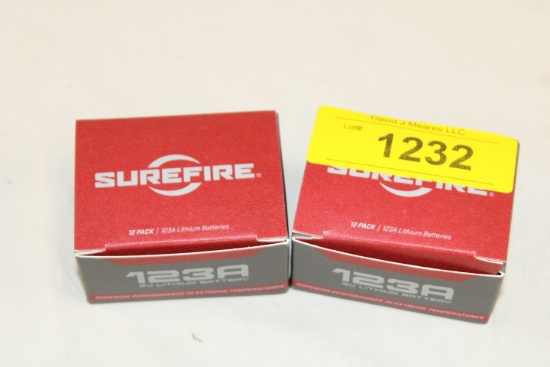 SUREFIRE®
12 PACK / 123A Lithium Batteries
123A
3V LITHIUM BATTERY
SUPERIOR PERFORMANCE IN EXTREME TEMPERATURES
David J Meares LLC
Lot#
1232
SUREFIRE®
12 PACK / 123A Lithium Batteries
123A
3V LITHIUM BATTERY
SUPERIOR PERFORMANCE IN EXTREME TEMPERATURES